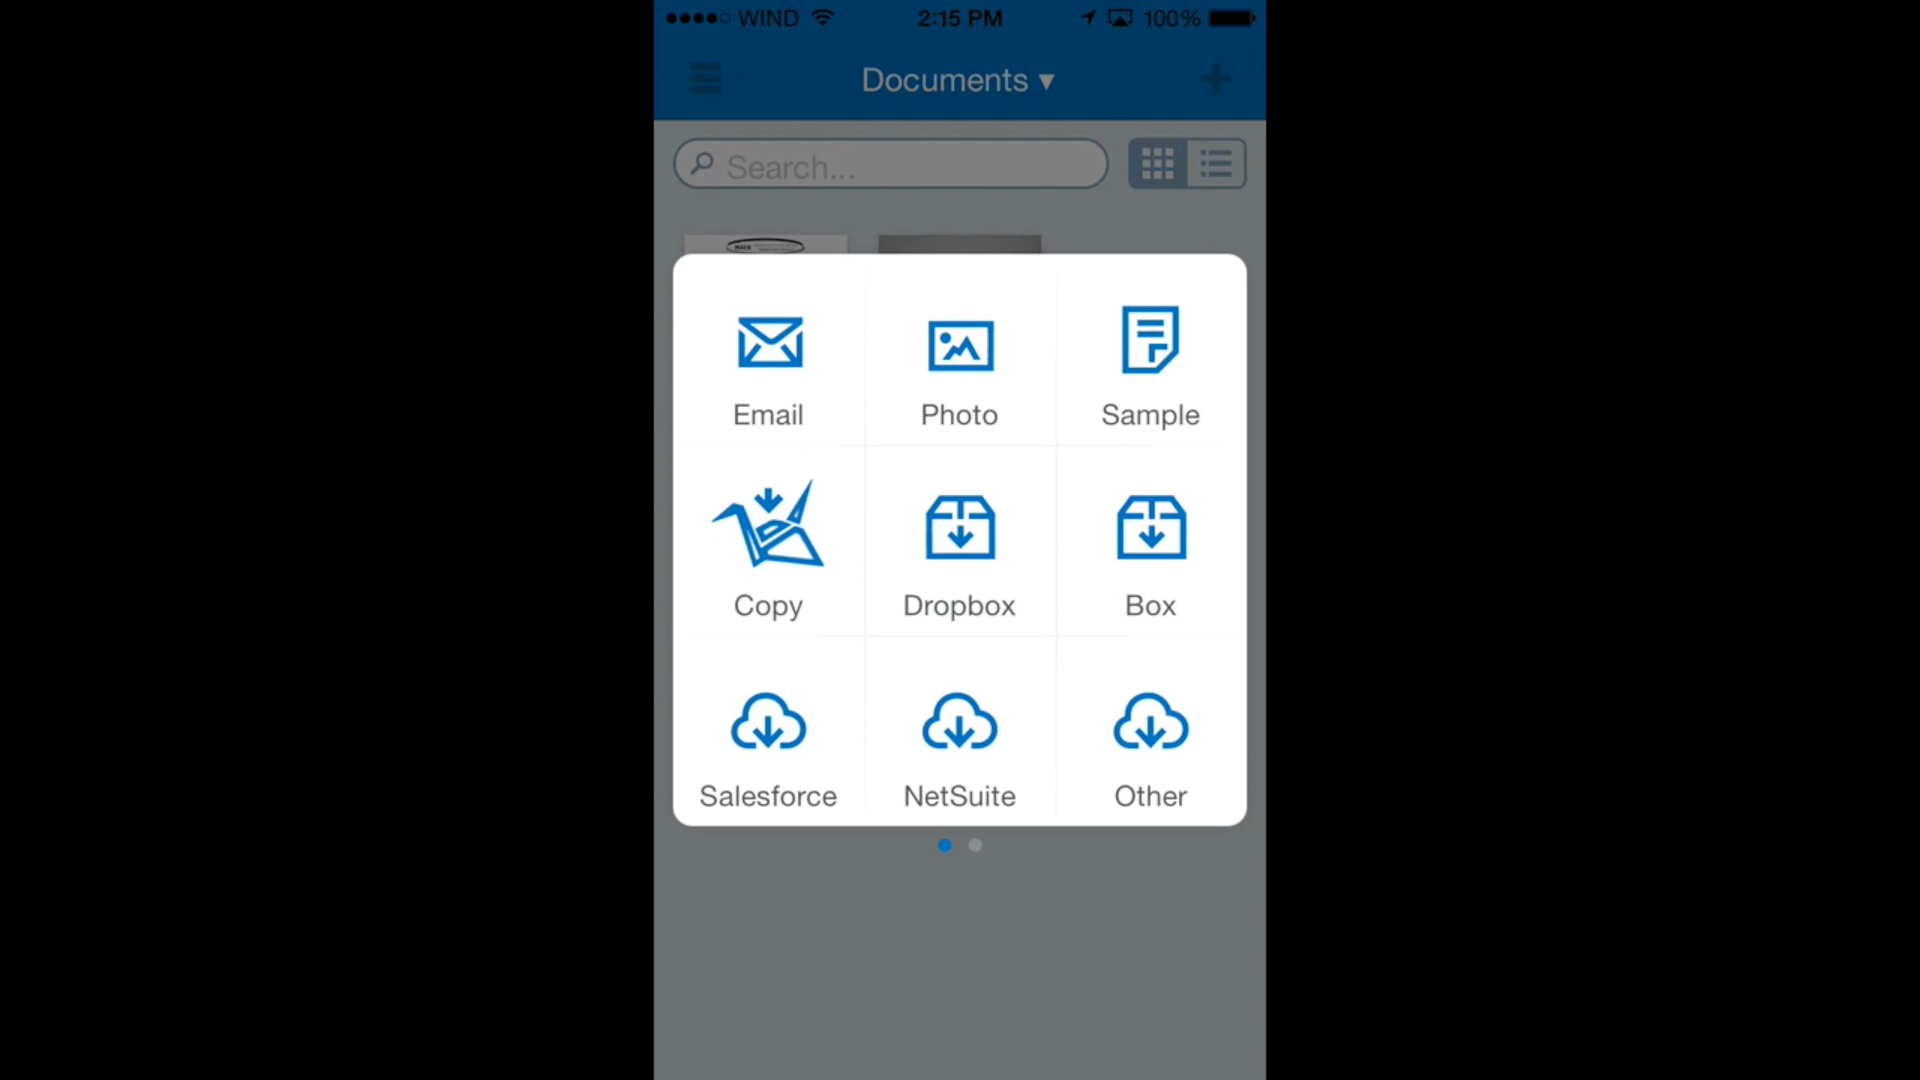 WIND 2:15 PM 100%
Documents ▾
Search...
Email Photo Sample
Copy Dropbox Box
Salesforce NetSuite Other